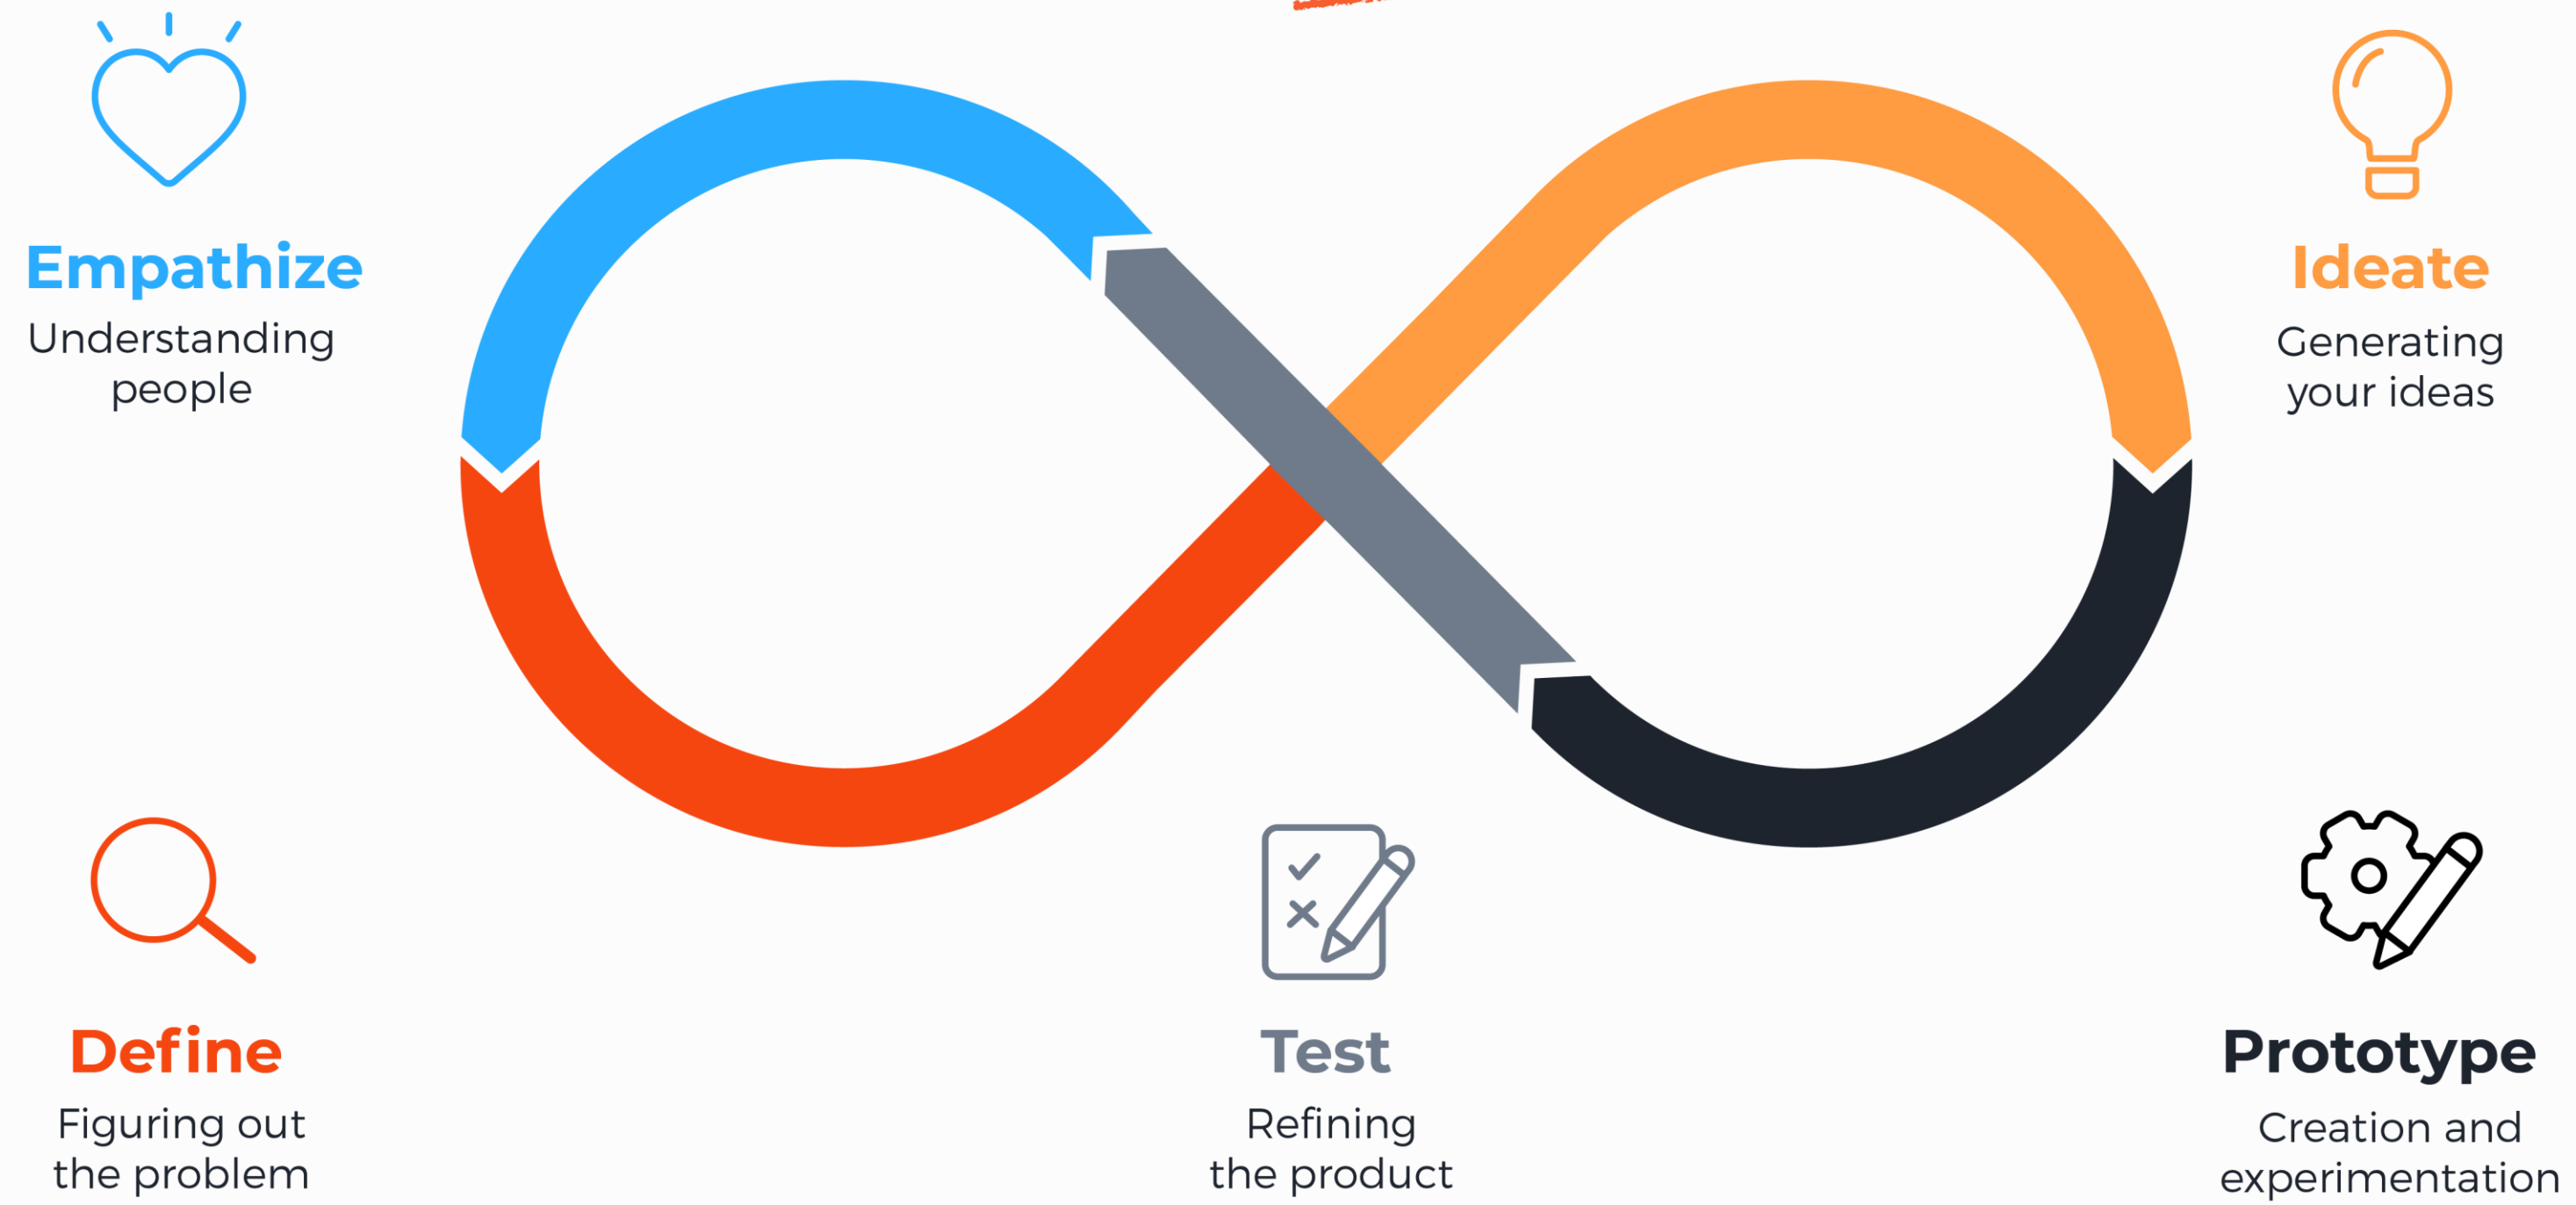 Empathize
Understanding
people
Ideate
Generating
your ideas
Define
Figuring out
the problem
Test
Refining
the product
Prototype
Creation and
experimentation